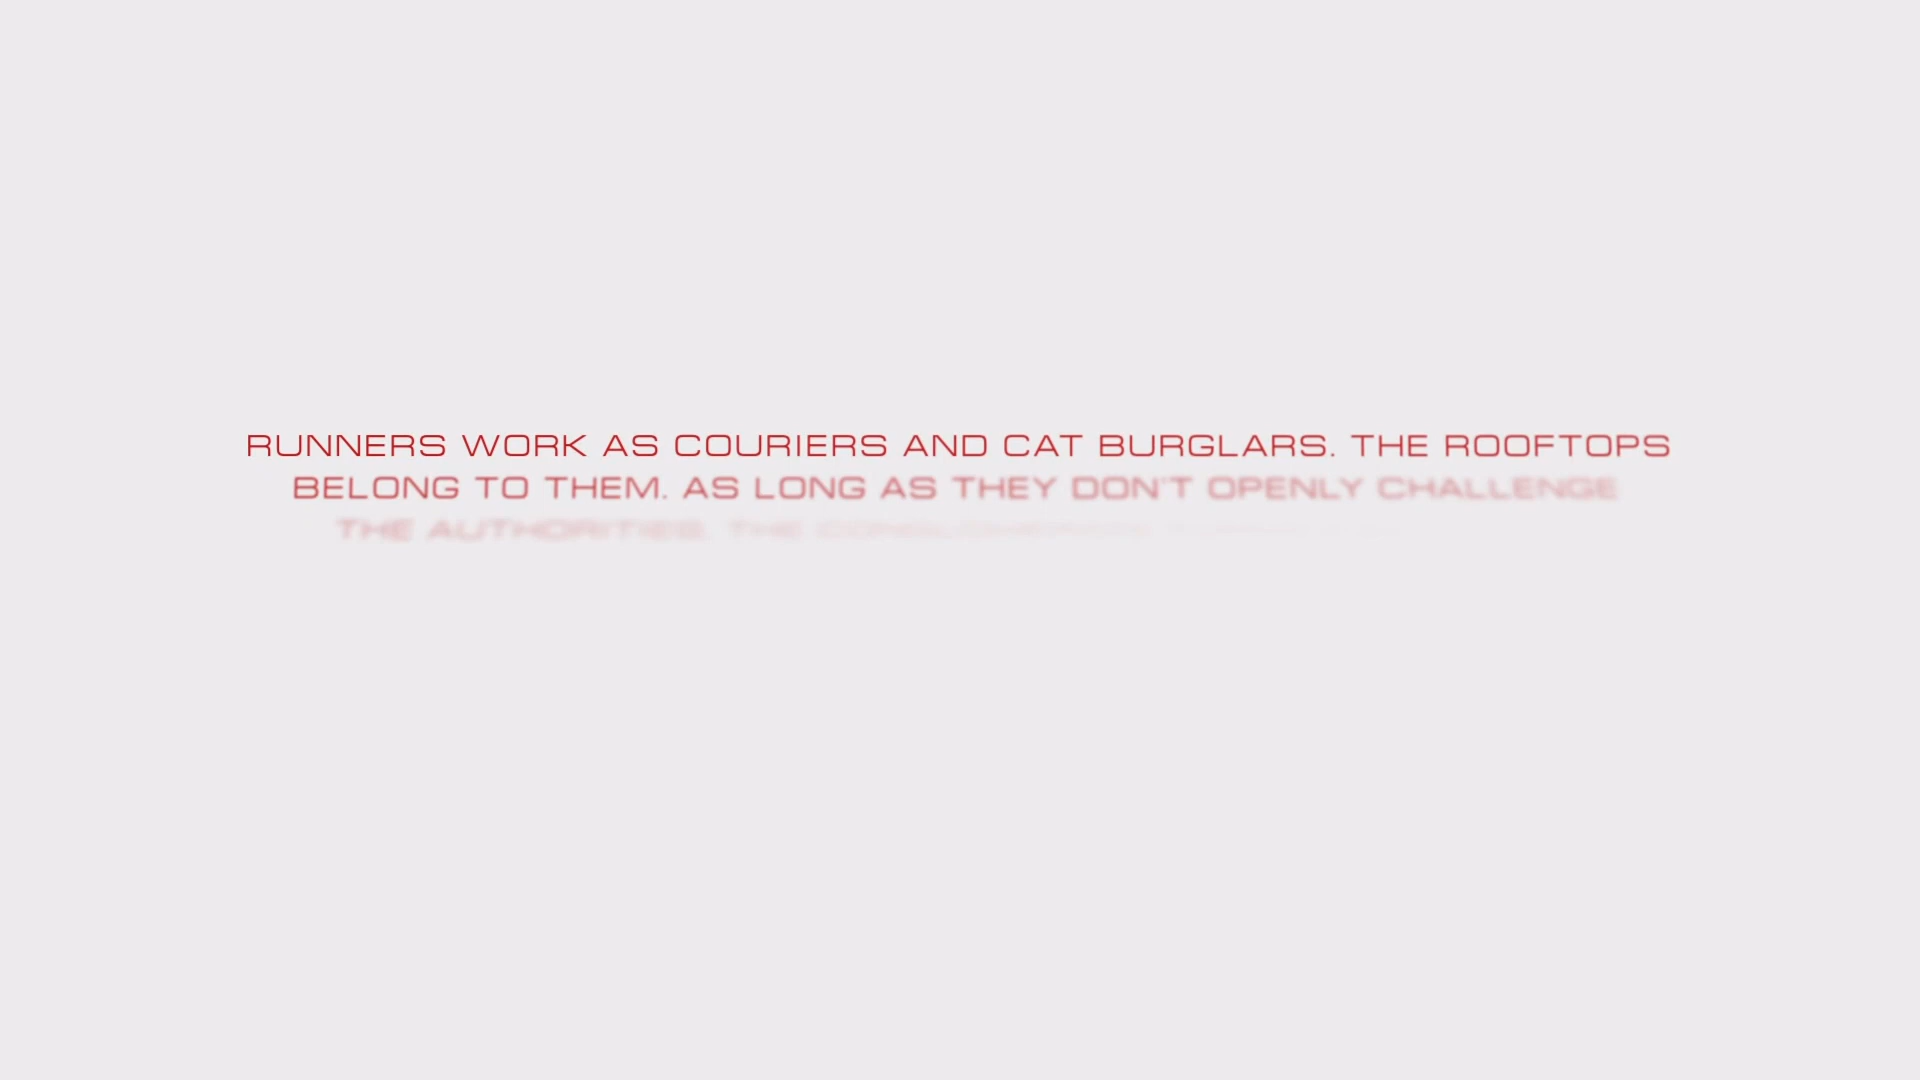 RUNNERS WORK AS COURIERS AND CAT BURGLARS. THE ROOFTOPS
BELONG TO THEM. AS LONG AS THEY DON'T OPENLY CHALLENGE
THE AUTHORITIES, THE